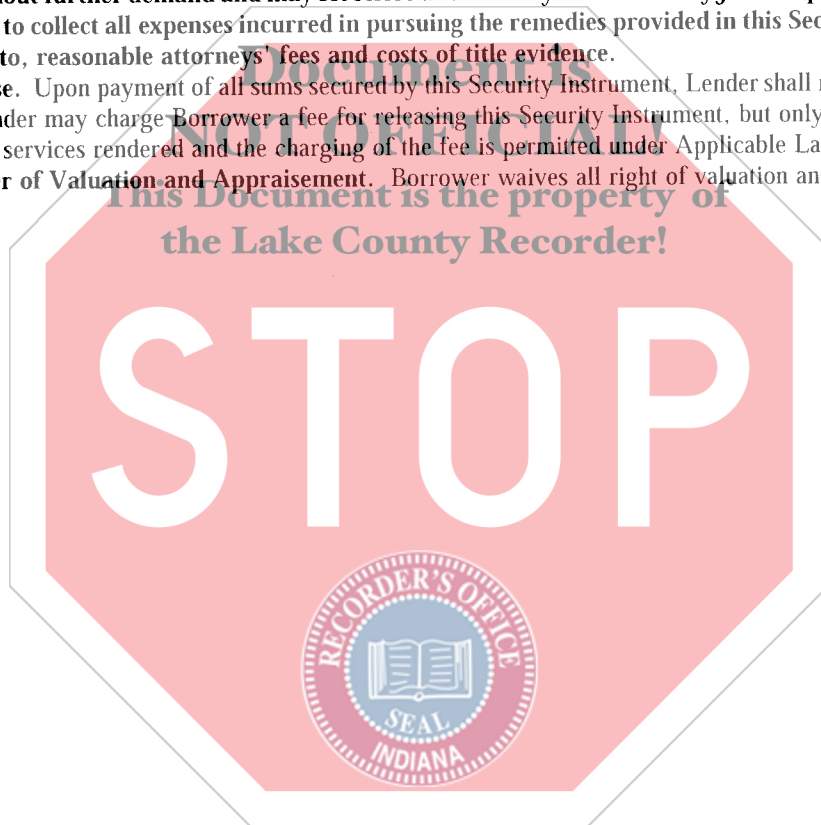 to collect all expenses incurred in pursuing the remedies provided in this Sec
to, reasonable attorneys' fees and costs of title evidence.
se. Upon payment of all sums secured by this Security Instrument, Lender shall
nder may charge Borrower a fee for releasing this Security Instrument, but only
services rendered and the charging of the fee is permitted under Applicable La
r of Valuation and Appraisement. Borrower waives all right of valuation an
Document is
NOT OFFICIAL!
This Document is the property of
the Lake County Recorder!
STOP
RECORDER'S OFFICE
SEAL
INDIANA